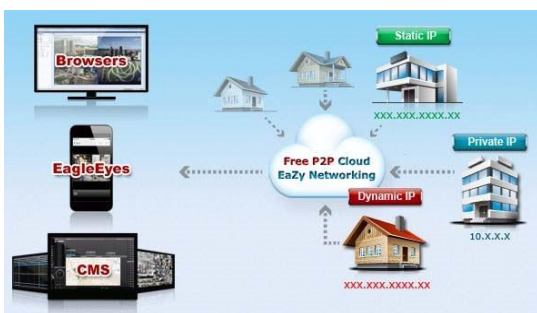 Browsers
EagleEyes
CMS
Free P2P Cloud
EaZy Networking
Static IP
xxx.xxx.xxxx.xx
Private IP
10.x.x.x
Dynamic IP
xxx.xxx.xxxx.xx